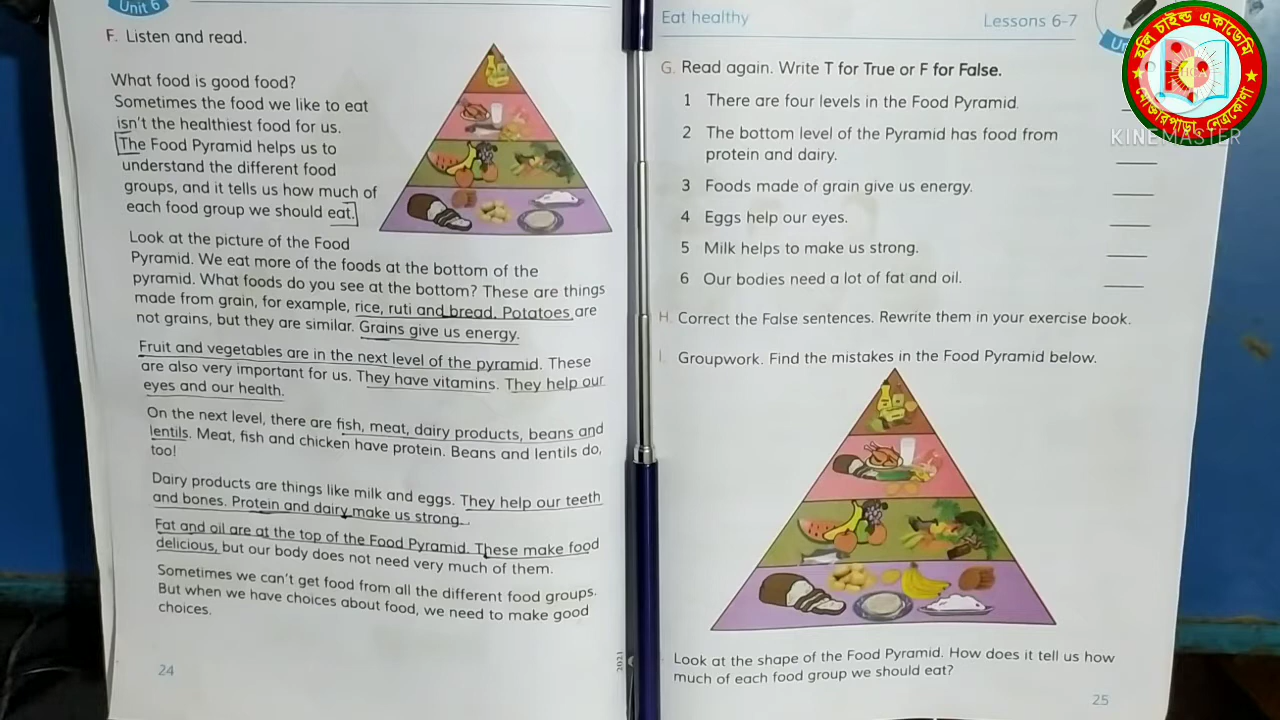 Unit 6
F. Listen and read.
What food is good food?
Sometimes the food we like to eat
isn't the healthiest food for us.
The Food Pyramid helps us to
understand the different food
groups, and it tells us how much of
each food group we should eat.
Look at the picture of the Food
Pyramid. We eat more of the foods at the bottom of the
pyramid. What foods do you see at the bottom? These are things
made from grain, for example, rice, ruti and bread. Potatoes are
not grains, but they are similar. Grains give us energy.
Fruit and vegetables are in the next level of the pyramid. These
are also very important for us. They have vitamins. They help our
eyes and our health.
On the next level, there are fish, meat, dairy products, beans and
lentils. Meat, fish and chicken have protein. Beans and lentils do,
too!
Dairy products are things like milk and eggs. They help our teeth
and bones. Protein and dairy make us strong.
Fat and oil are at the top of the Food Pyramid. These make food
delicious, but our body does not need very much of them.
Sometimes we can't get food from all the different food groups.
But when we have choices about food, we need to make good
choices.
24
2021
Eat healthy
Lessons 6-7
G. Read again. Write T for True or F for False.
1 There are four levels in the Food Pyramid.
2 The bottom level of the Pyramid has food from
protein and dairy.
3 Foods made of grain give us energy.
4 Eggs help our eyes.
5 Milk helps to make us strong.
6 Our bodies need a lot of fat and oil.
H. Correct the False sentences. Rewrite them in your exercise book.
I. Groupwork. Find the mistakes in the Food Pyramid below.
Look at the shape of the Food Pyramid. How does it tell us how
much of each food group we should eat?
25
হলি চাইল্ড একাডেমি
মোক্তারপাড়া, নেত্রকোণা
KINEMASTER